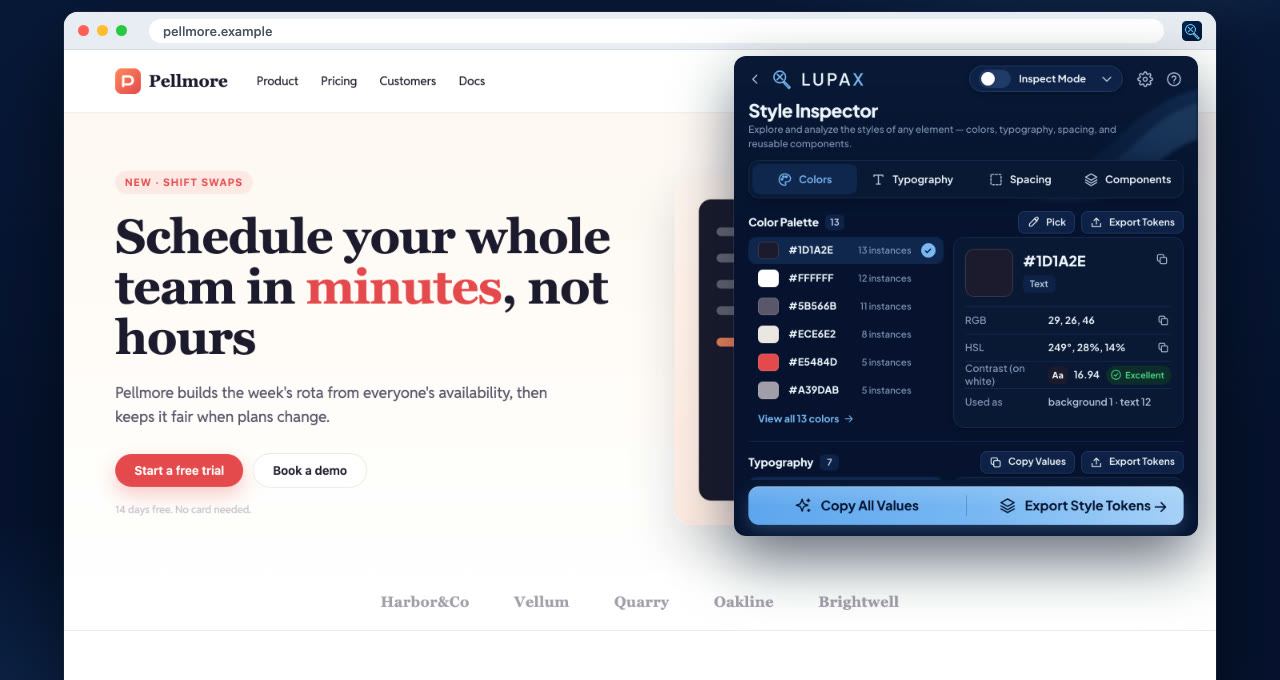 pellmore.example
Pellmore
Product
Pricing
Customers
Docs
NEW · SHIFT SWAPS
Schedule your whole
team in minutes, not
hours
Pellmore builds the week's rota from everyone's availability, then
keeps it fair when plans change.
Start a free trial
Book a demo
14 days free. No card needed.
Harbor&Co
Vellum
Quarry
Oakline
Brightwell
LUPAX
Inspect Mode
Style Inspector
Explore and analyze the styles of any element — colors, typography, spacing, and
reusable components.
Colors
Typography
Spacing
Components
Color Palette 13
Pick
Export Tokens
#1D1A2E 13 instances
#FFFFFF 12 instances
#5B566B 11 instances
#ECE6E2 8 instances
#E5484D 5 instances
#A39DAB 5 instances
View all 13 colors →
#1D1A2E
Text
RGB 29, 26, 46
HSL 249°, 28%, 14%
Contrast (on
white) Aa 16.94 Excellent
Used as background 1 · text 12
Typography 7
Copy Values
Export Tokens
Copy All Values
Export Style Tokens →